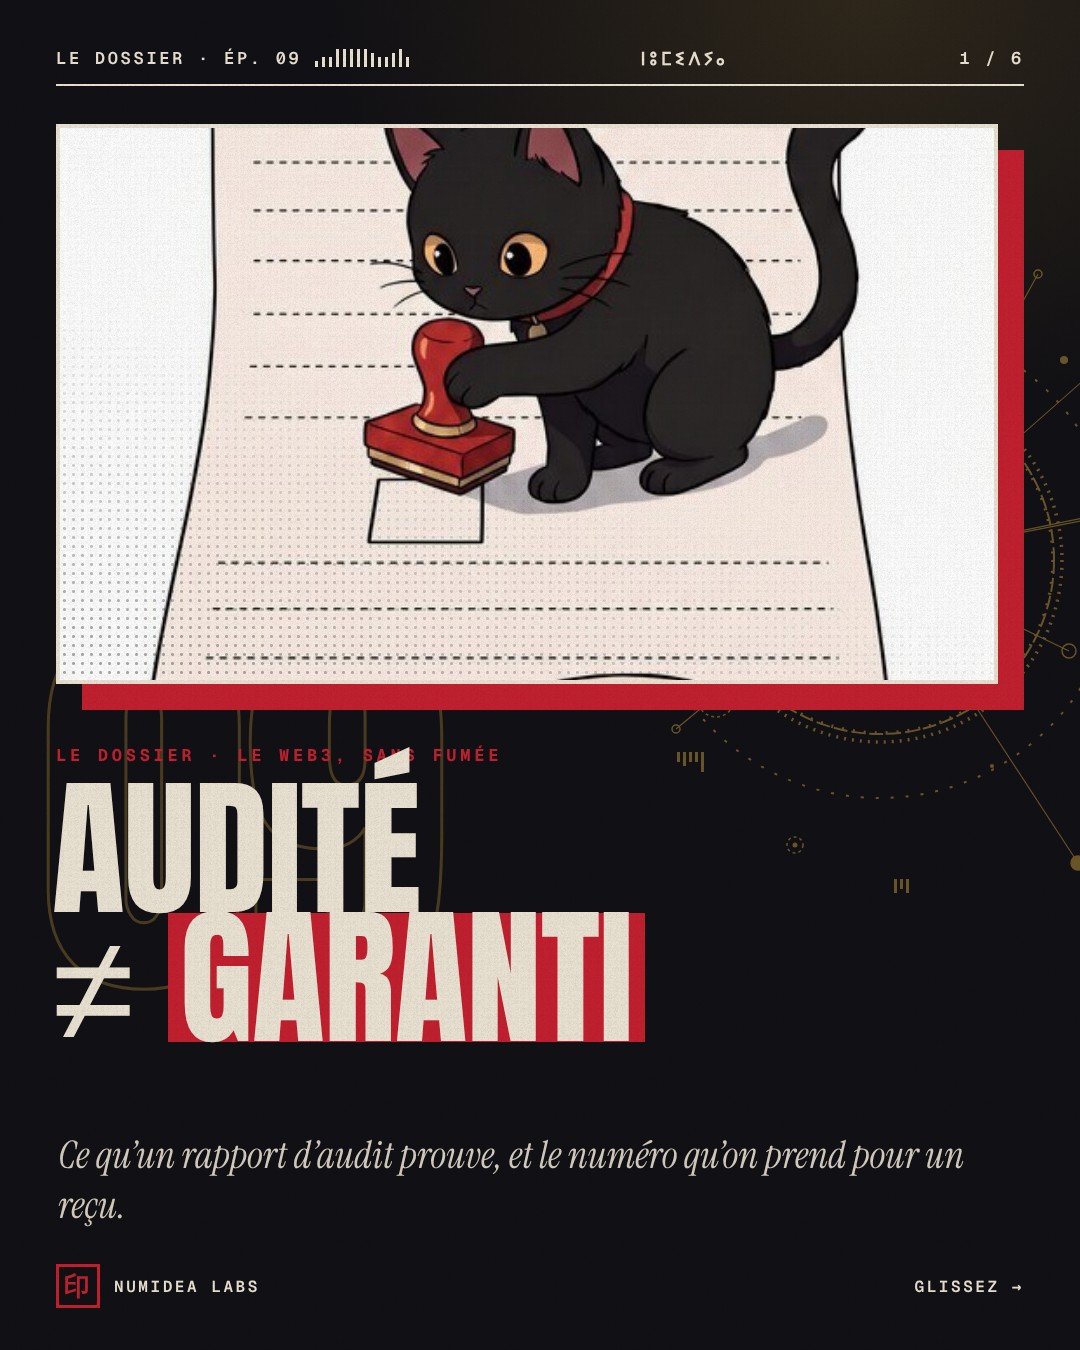 LE DOSSIER · ÉP. 09
ⵏⵓⵎⵉⴷⵢⴰ
1 / 6
LE DOSSIER · LE WEB3, SANS FUMÉE
AUDITÉ
≠ GARANTI
Ce qu’un rapport d’audit prouve, et le numéro qu’on prend pour un
reçu.
印 NUMIDEA LABS
GLISSEZ →